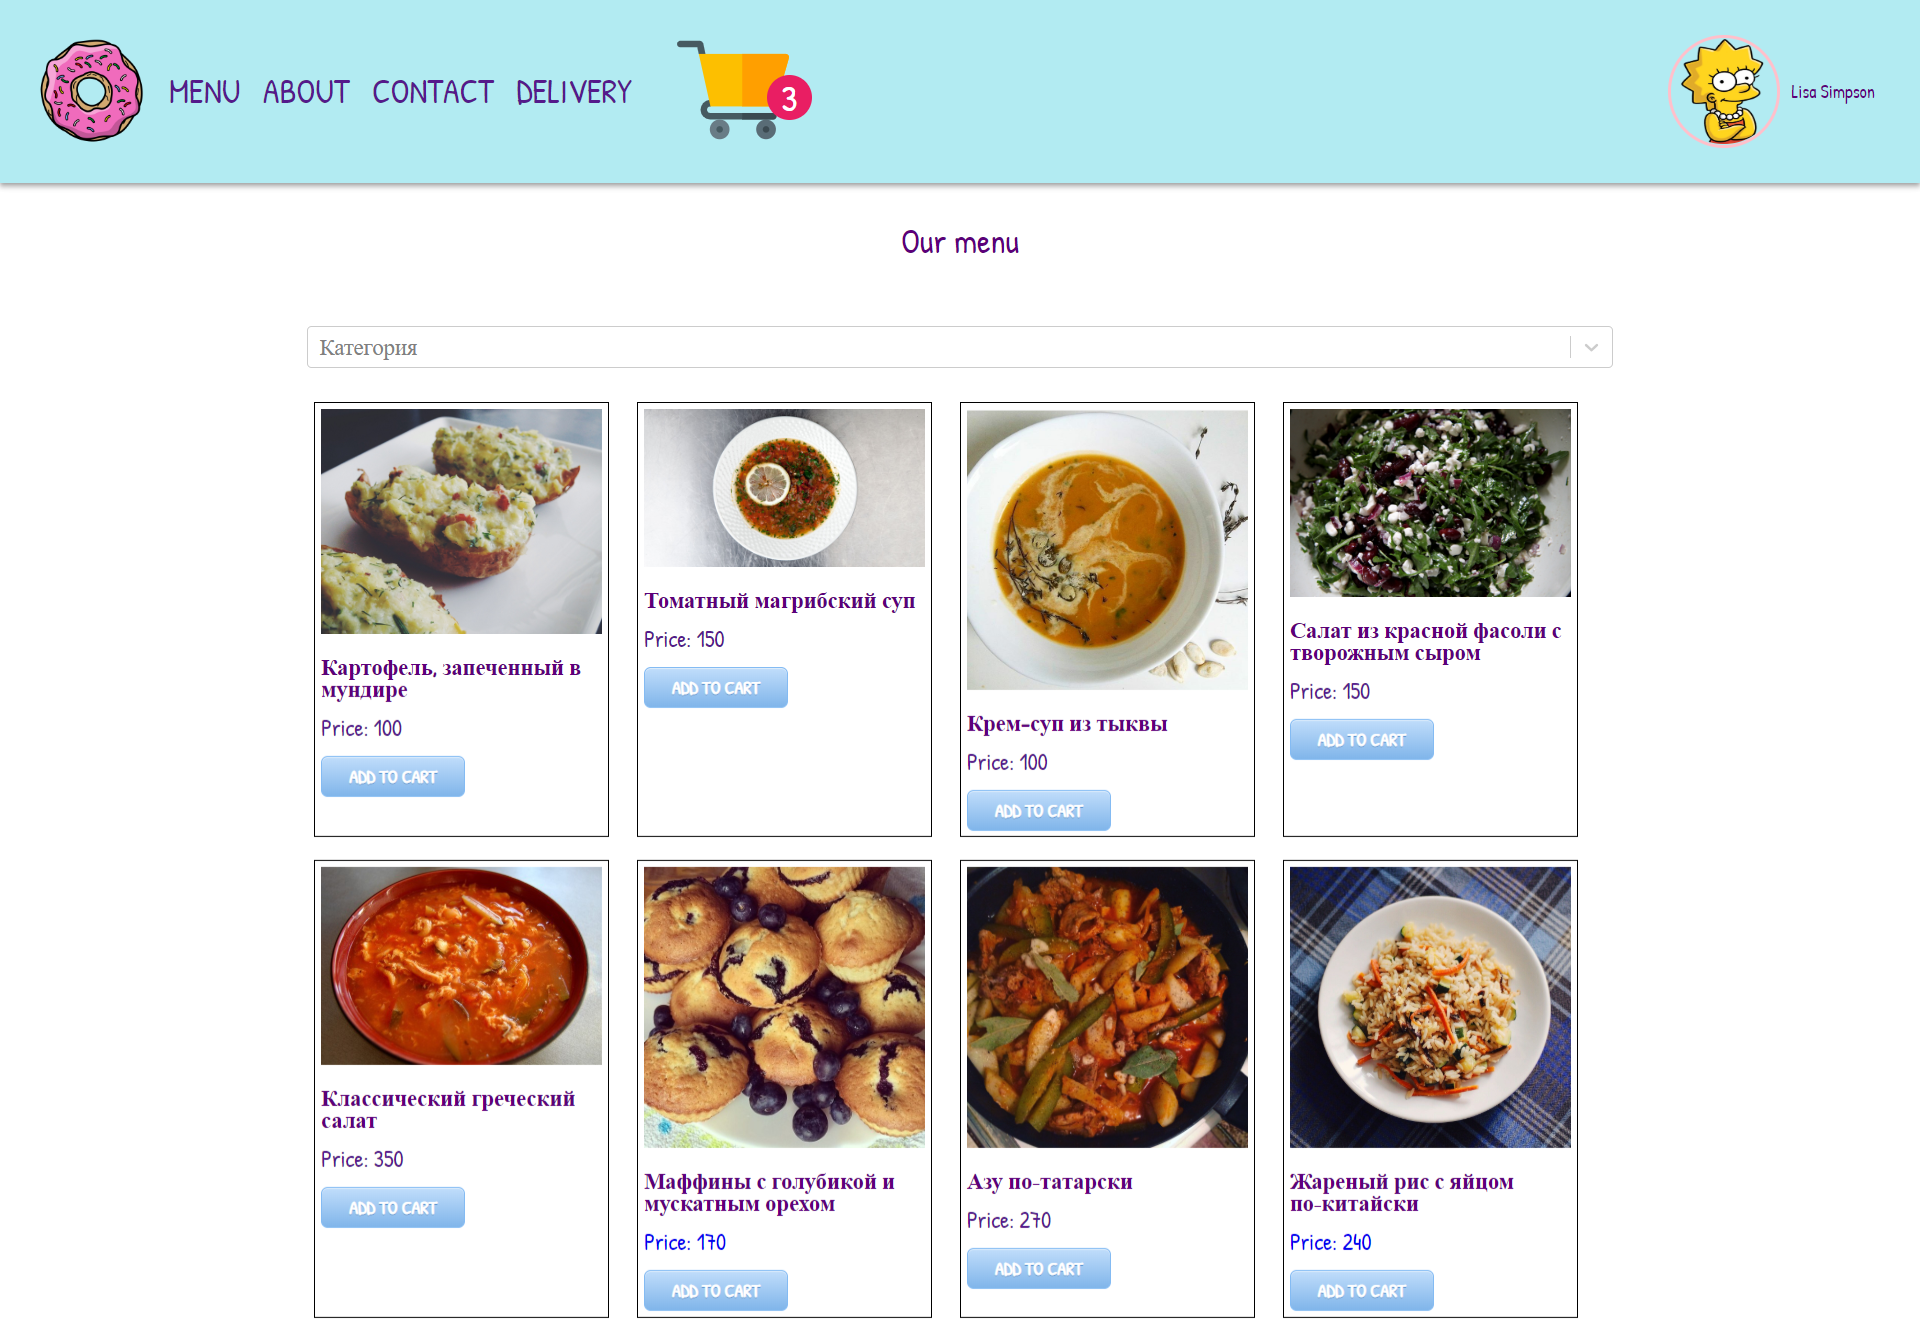 MENU ABOUT CONTACT DELIVERY
3
Lisa Simpson
Our menu
Категория
Картофель, запеченный в
мундире
Price: 100
ADD TO CART
Томатный магрибский суп
Price: 150
ADD TO CART
Крем-суп из тыквы
Price: 100
ADD TO CART
Салат из красной фасоли с
творожным сыром
Price: 150
ADD TO CART
Классический греческий
салат
Price: 350
ADD TO CART
Маффины с голубикой и
мускатным орехом
Price: 170
ADD TO CART
Азу по-татарски
Price: 270
ADD TO CART
Жареный рис с яйцом
по-китайски
Price: 240
ADD TO CART